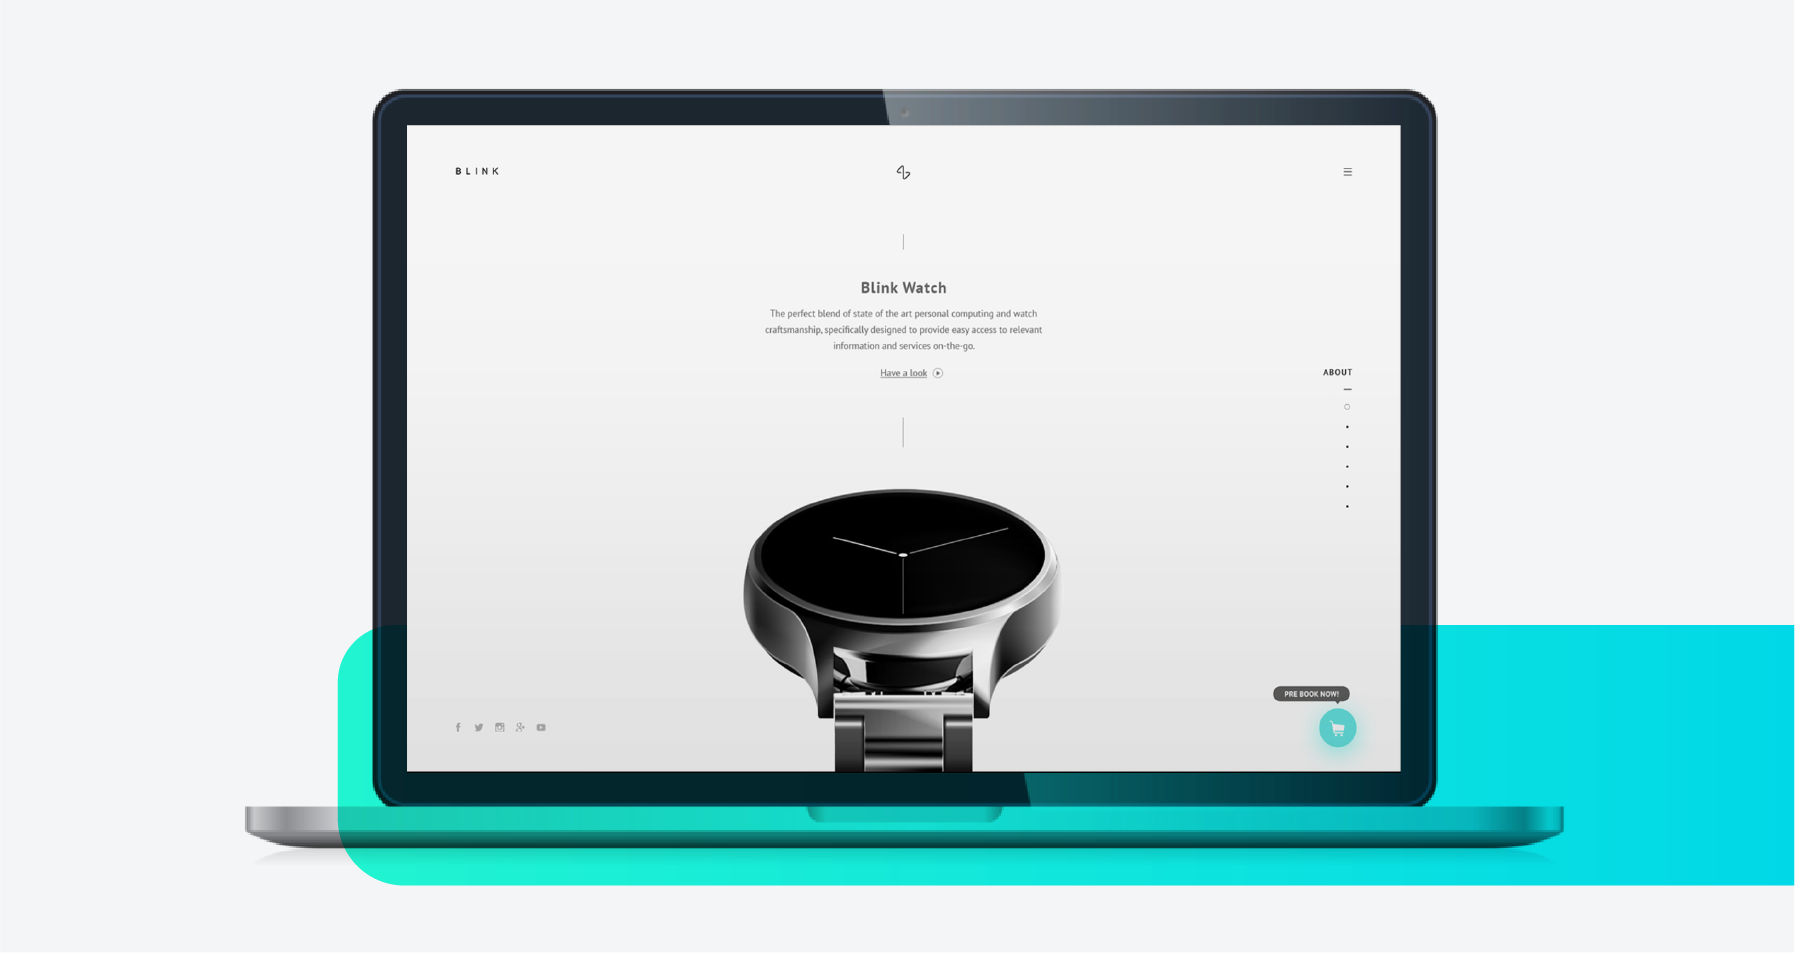 BLINK
Blink Watch
The perfect blend of state of the art personal computing and watch
craftsmanship, specifically designed to provide easy access to relevant
information and services on-the-go.
Have a look
ABOUT
PRE BOOK NOW!